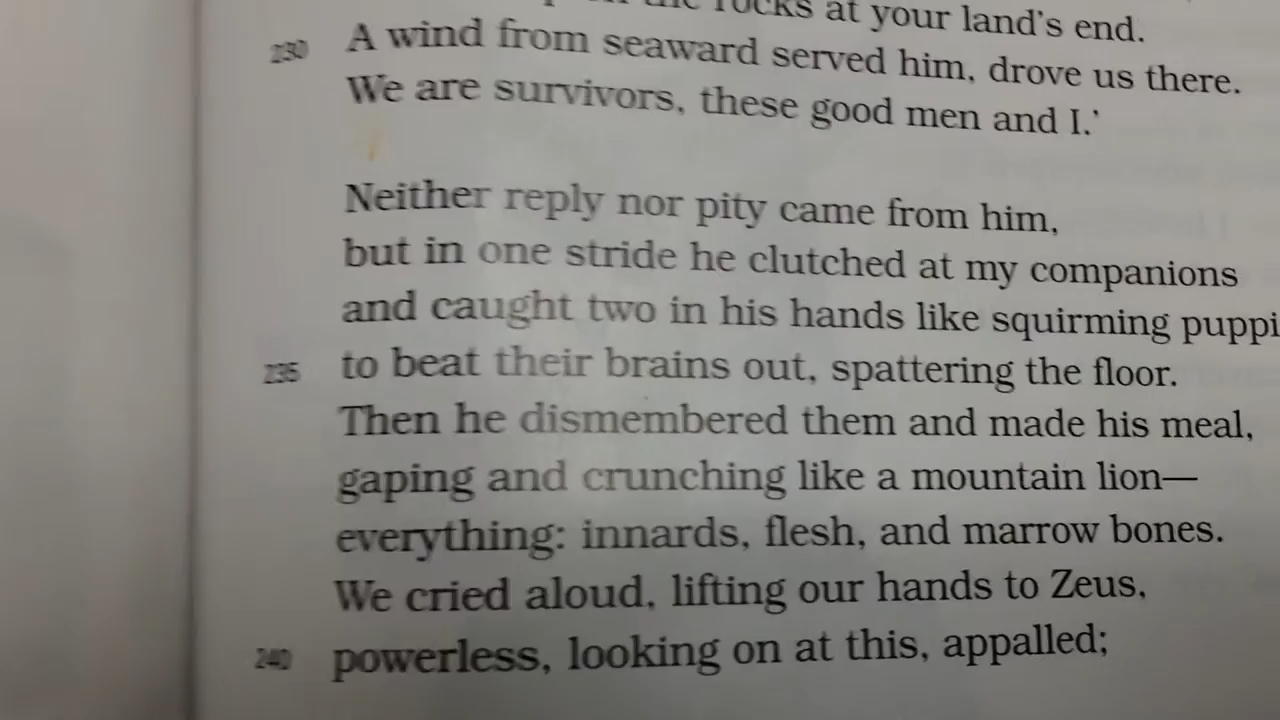 rocks at your land's end.
230 A wind from seaward served him, drove us there.
We are survivors, these good men and I.'
Neither reply nor pity came from him,
but in one stride he clutched at my companions
and caught two in his hands like squirming puppi
235 to beat their brains out, spattering the floor.
Then he dismembered them and made his meal,
gaping and crunching like a mountain lion—
everything: innards, flesh, and marrow bones.
We cried aloud, lifting our hands to Zeus,
240 powerless, looking on at this, appalled;